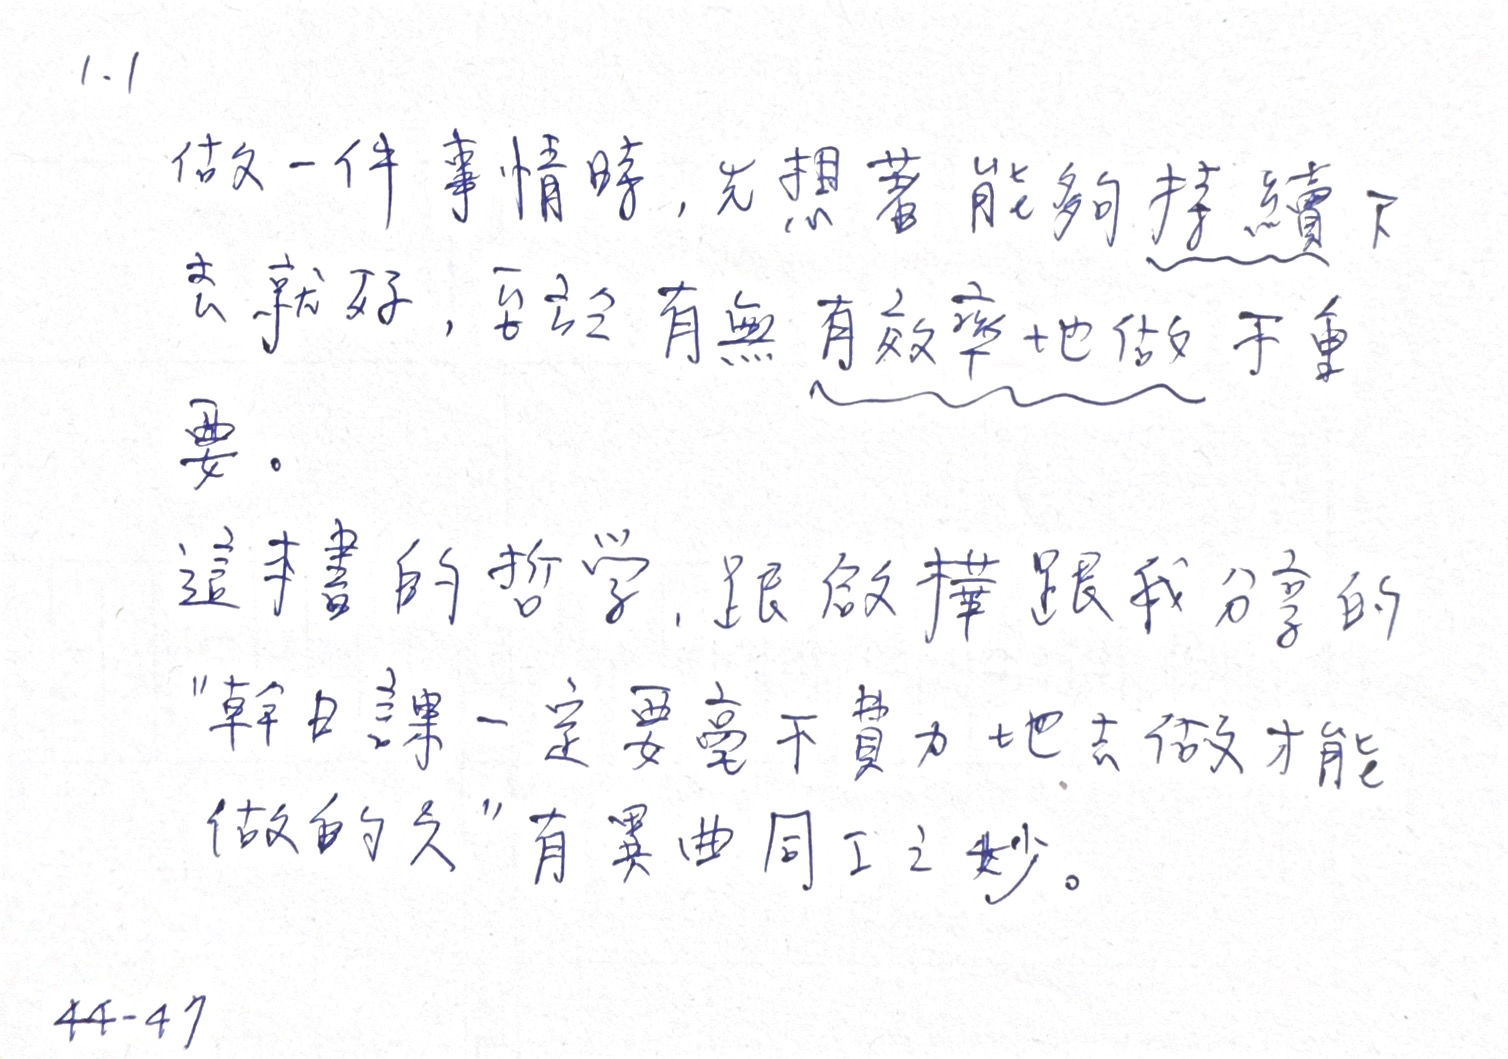 1.1
做一件事情時,先想著能夠持續下
去就好,至於有無有效率地做不重
要。
這本書的哲学,跟啟樺跟我分享的
"幹日課一定要毫不費力地去做才能
做的久"有異曲同工之妙。
44-47